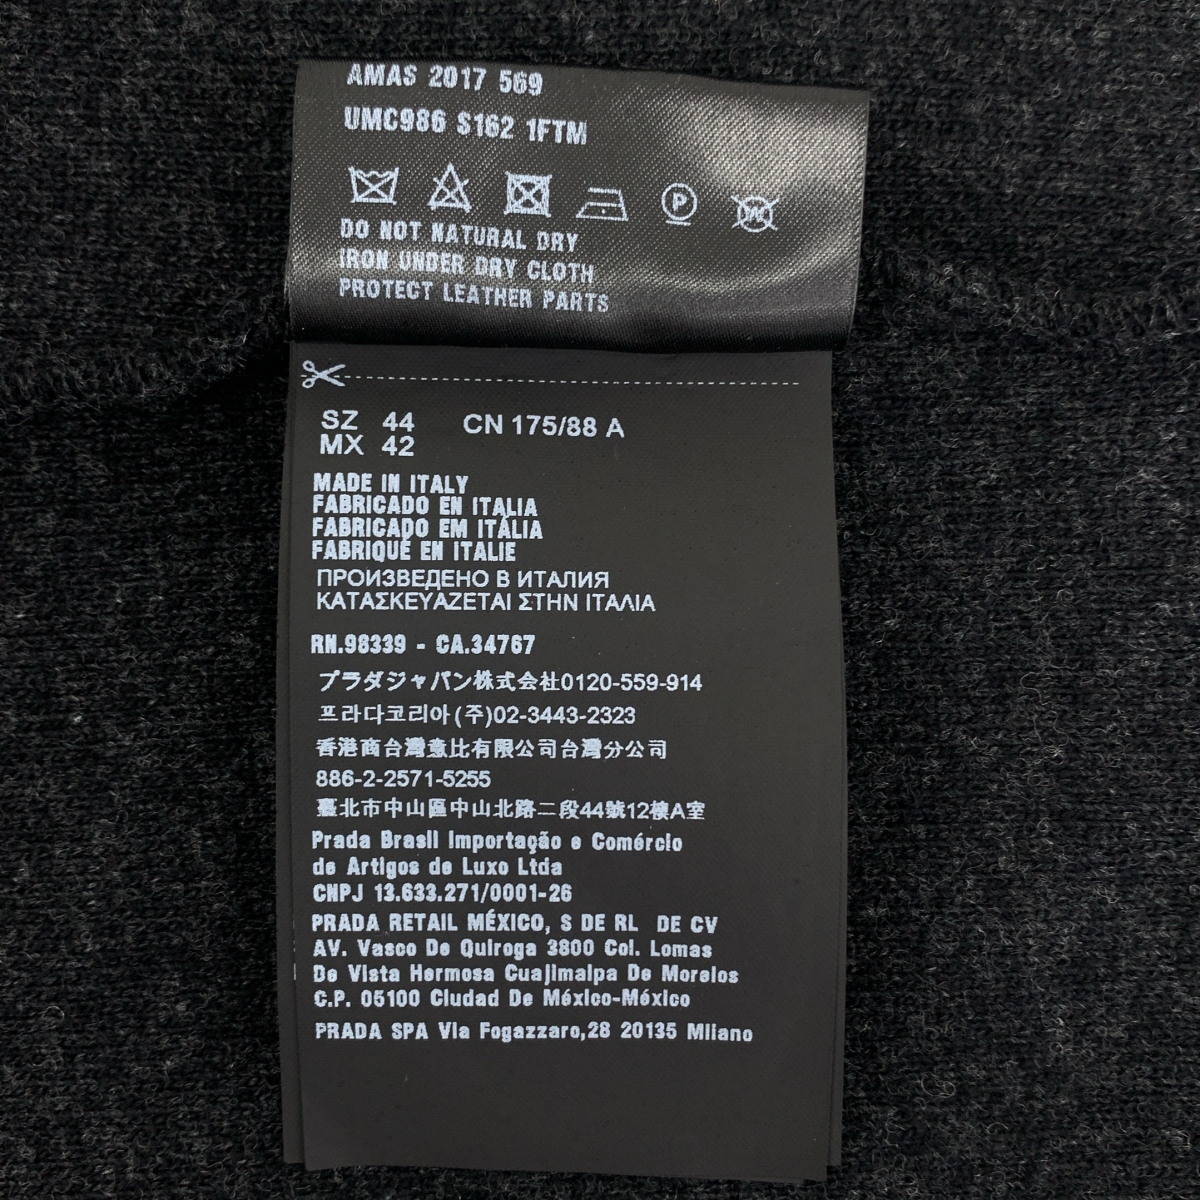 AMAS 2017 569
UMC986 S162 1FTM
P
W
DO NOT NATURAL DRY
IRON UNDER DRY CLOTH
PROTECT LEATHER PARTS
SZ 44 CN 175/88 A
MX 42
MADE IN ITALY
FABRICADO EN ITALIA
FABRICADO EM ITÁLIA
FABRIQUÉ EN ITALIE
ПРОИЗВЕДЕНО В ИТАЛИЯ
ΚΑΤΑΣΚΕΥΑΖΕΤΑΙ ΣΤΗΝ ΙΤΑΛΙΑ
RN.98339 - CA.34767
プラダジャパン株式会社0120-559-914
프라다코리아(주)02-3443-2323
香港商台灣意比有限公司台灣分公司
886-2-2571-5255
臺北市中山區中山北路二段44號12樓A室
Prada Brasil Importação e Comércio
de Artigos de Luxo Ltda
CNPJ 13.633.271/0001-26
PRADA RETAIL MÉXICO, S DE RL DE CV
AV. Vasco De Quiroga 3800 Col. Lomas
De Vista Hermosa Cuajimalpa De Morelos
C.P. 05100 Ciudad De México-México
PRADA SPA Via Fogazzaro,28 20135 Milano